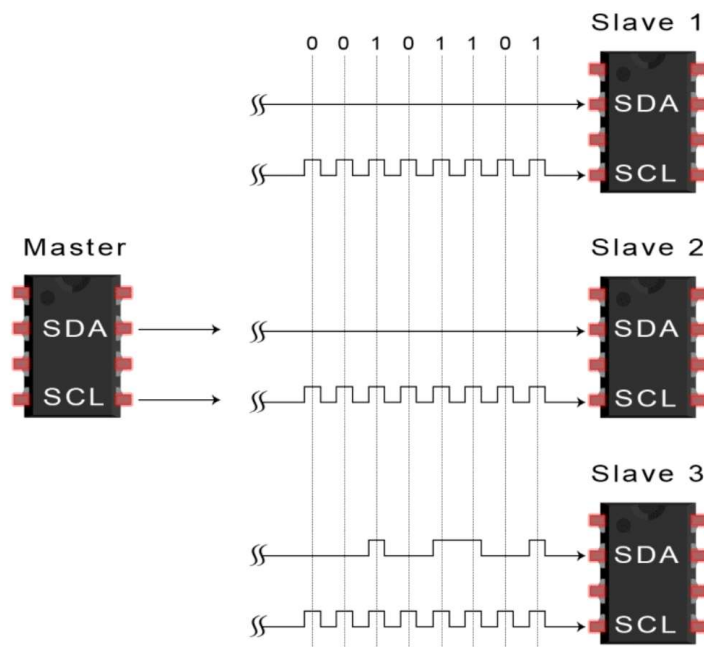 Slave 1
0 0 1 0 1 1 0 1
SDA
SCL
Master
SDA
SCL
Slave 2
SDA
SCL
Slave 3
SDA
SCL